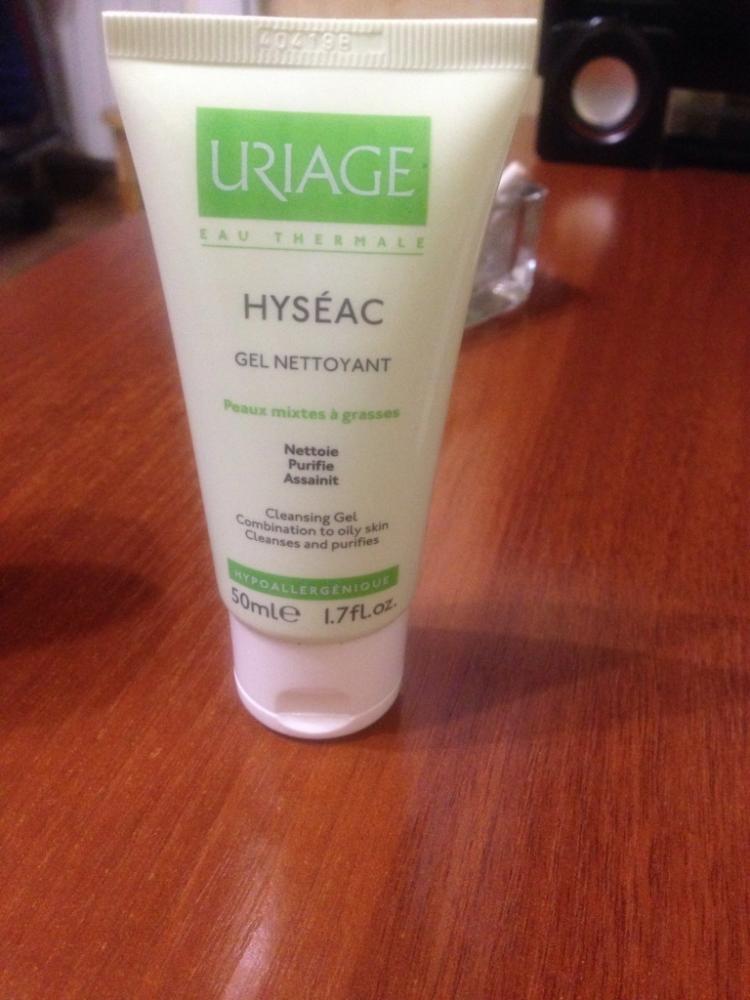 40419B
URIAGE
EAU THERMALE
HYSÉAC
GEL NETTOYANT
Peaux mixtes à grasses
Nettoie
Purifie
Assainit
Cleansing Gel
Combination to oily skin
Cleanses and purifies
HYPOALLERGÉNIQUE
50ml℮ 1.7fl.oz.